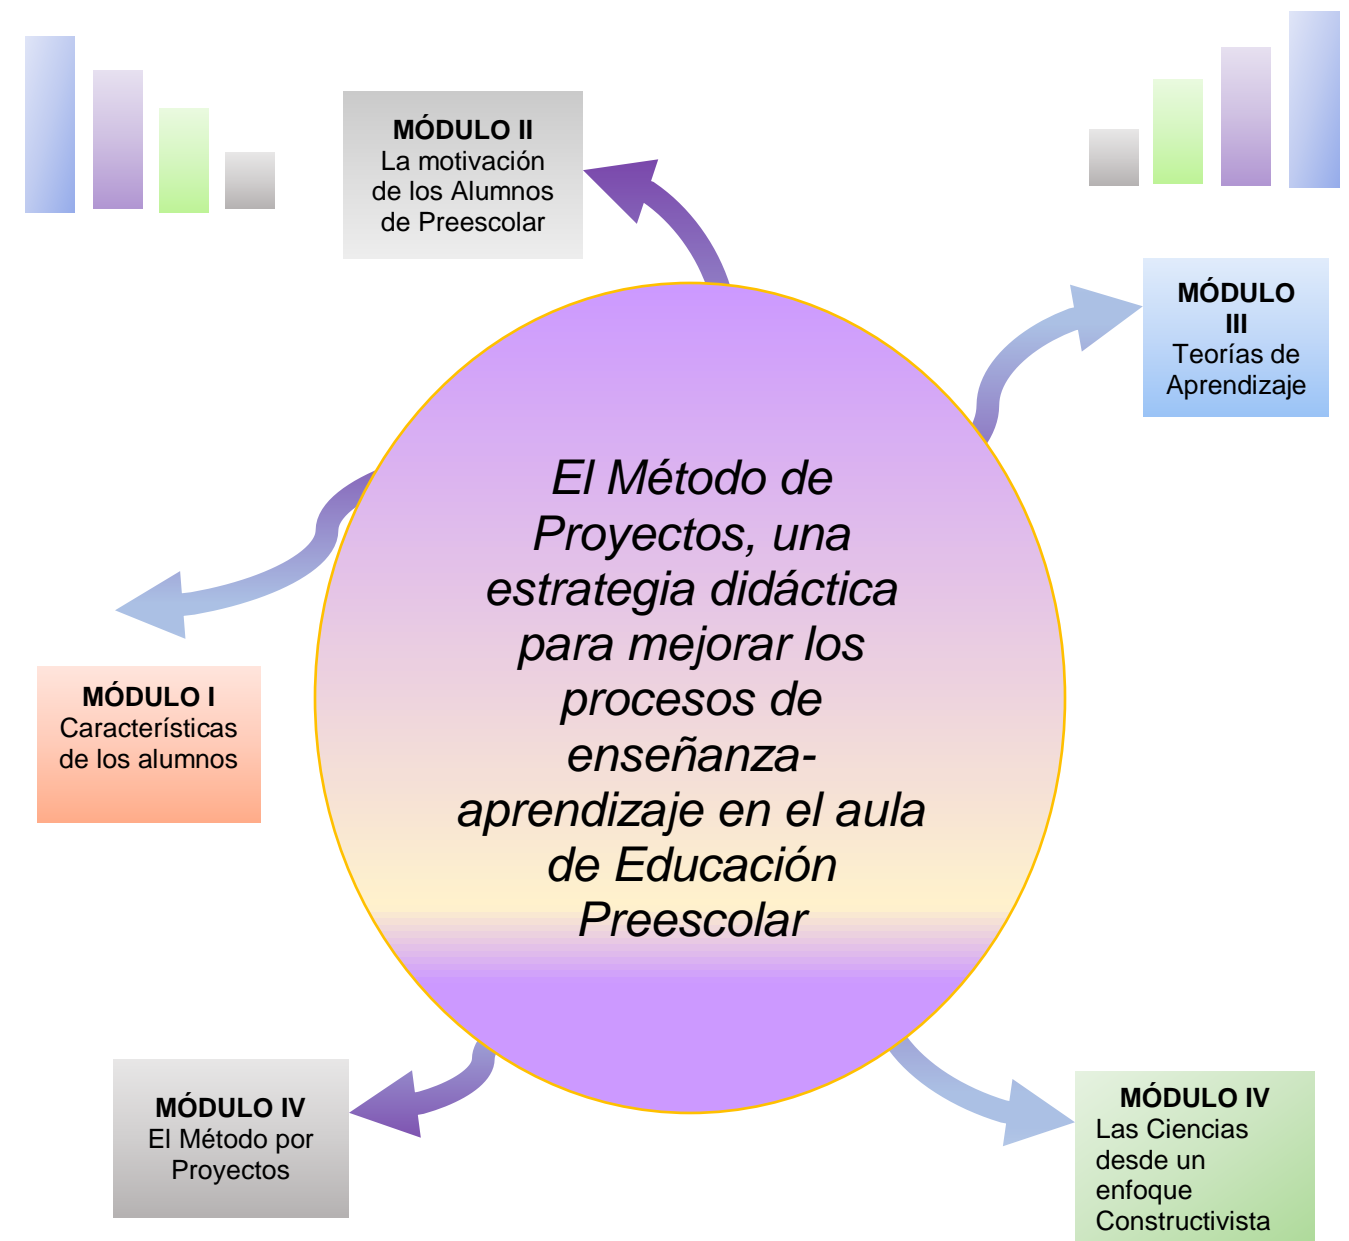 MÓDULO II
La motivación
de los Alumnos
de Preescolar
MÓDULO
III
Teorías de
Aprendizaje
El Método de
Proyectos, una
estrategia didáctica
para mejorar los
procesos de
enseñanza-
aprendizaje en el aula
de Educación
Preescolar
MÓDULO I
Características
de los alumnos
MÓDULO IV
El Método por
Proyectos
MÓDULO IV
Las Ciencias
desde un
enfoque
Constructivista